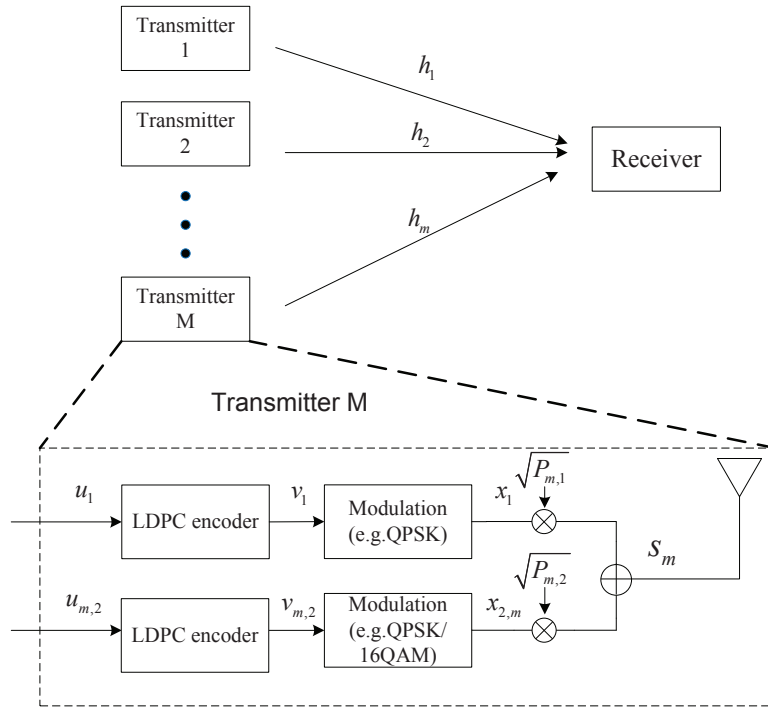 Transmitter
1
h₁
Transmitter
2
h₂
Receiver
hₘ
Transmitter
M
Transmitter M
u₁
LDPC encoder
v₁
Modulation
(e.g.QPSK)
x₁
√Pₘ,₁
Sₘ
uₘ,₂
LDPC encoder
vₘ,₂
Modulation
(e.g.QPSK/
16QAM)
x₂,ₘ
√Pₘ,₂